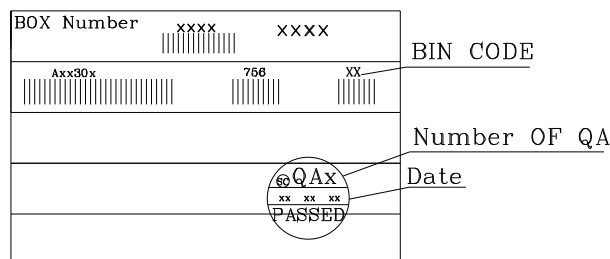 BOX Number xxxx xxxx
Axx30x 756 XX
BIN CODE
Number OF QA
QAx
Date
xx xx xx
PASSED